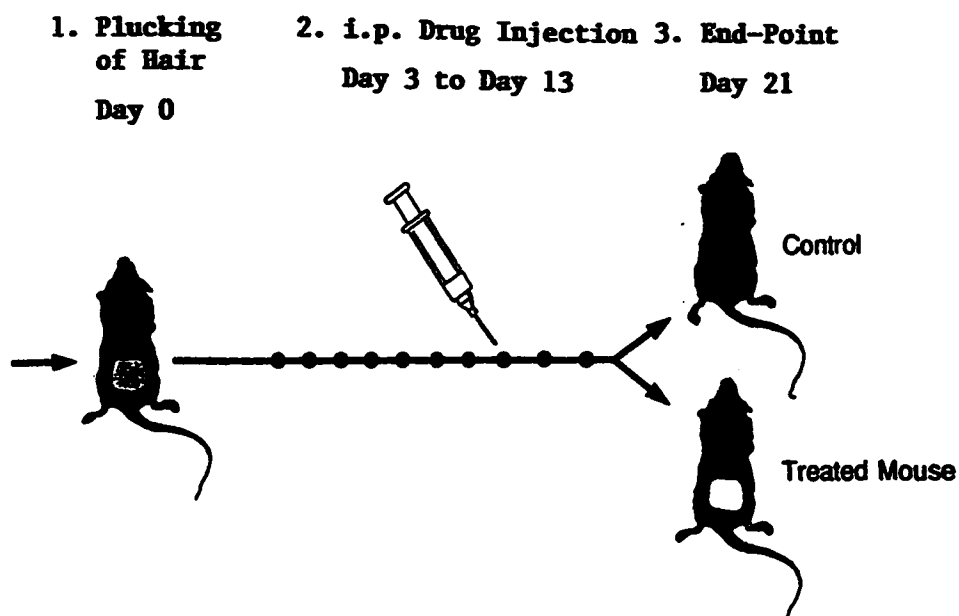 1. Plucking of Hair
Day 0
2. i.p. Drug Injection
Day 3 to Day 13
3. End-Point
Day 21
Control
Treated Mouse